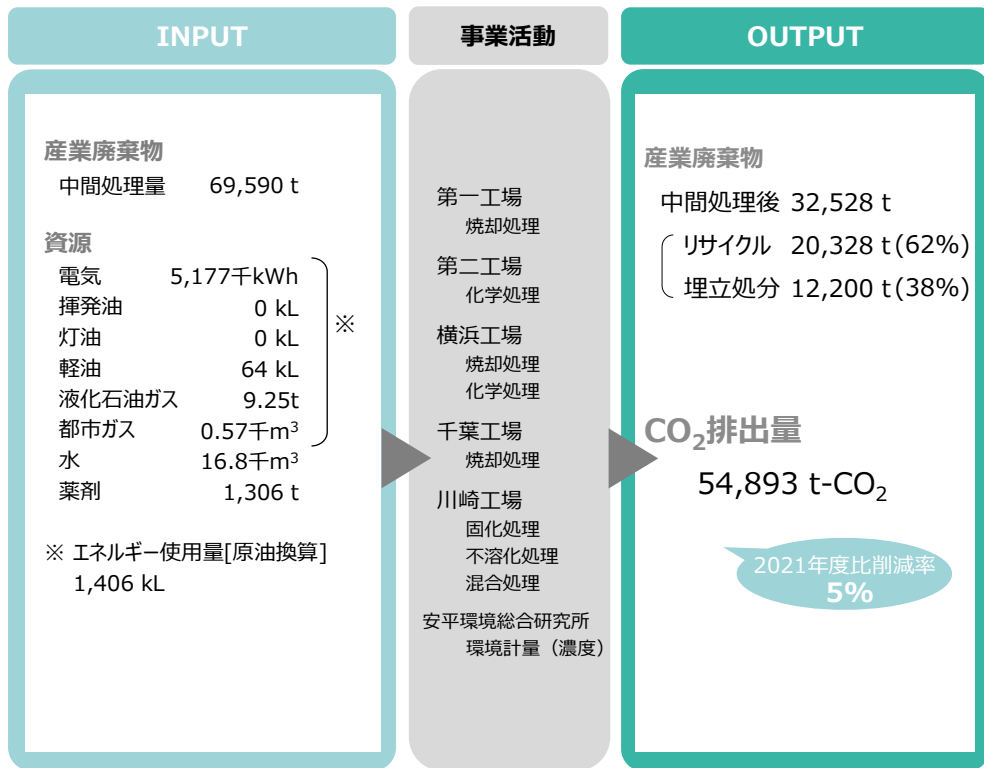 INPUT
産業廃棄物
中間処理量 69,590 t
資源
電気 5,177千kWh
揮発油 0 kL
灯油 0 kL
軽油 64 kL
液化石油ガス 9.25t
都市ガス 0.57千m³
※
水 16.8千m³
薬剤 1,306 t
※ エネルギー使用量[原油換算]
1,406 kL
事業活動
第一工場
焼却処理
第二工場
化学処理
横浜工場
焼却処理
化学処理
千葉工場
焼却処理
川崎工場
固化処理
不溶化処理
混合処理
安平環境総合研究所
環境計量（濃度）
OUTPUT
産業廃棄物
中間処理後 32,528 t
リサイクル 20,328 t(62%)
埋立処分 12,200 t(38%)
CO₂排出量
54,893 t-CO₂
2021年度比削減率
5%